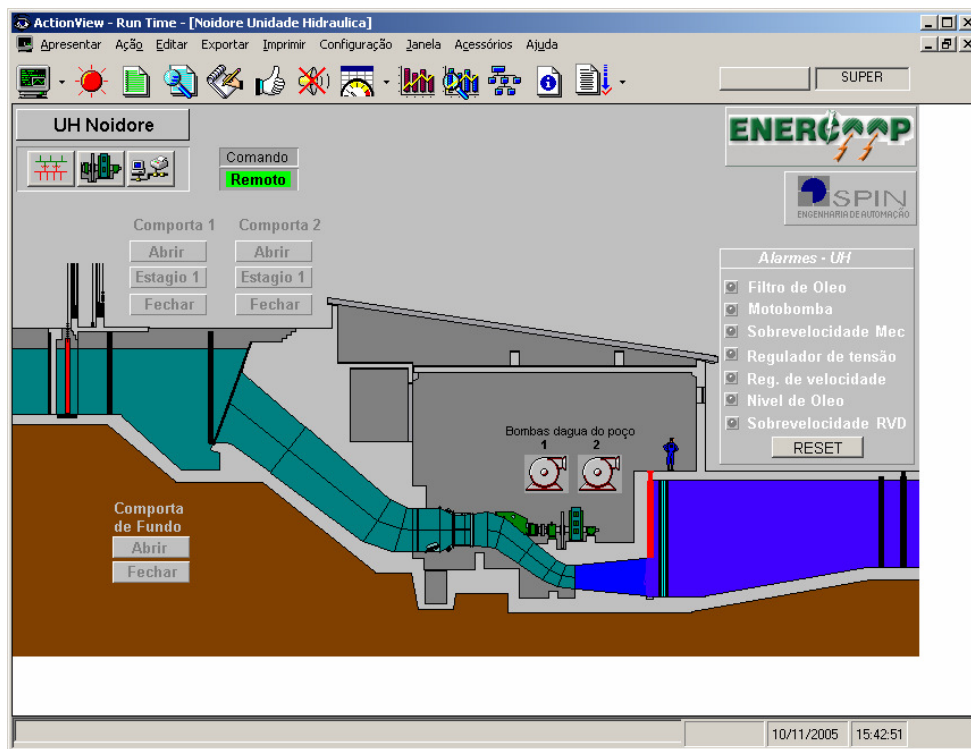 ActionView - Run Time - [Noidore Unidade Hidraulica]
Apresentar Ação Editar Exportar Imprimir Configuração Janela Acessórios Ajuda
SUPER
UH Noidore
ENERCOOP
Comando
Remoto
SPIN
ENGENHARIA DE AUTOMAÇÃO
Comporta 1 Comporta 2
Abrir Abrir
Estagio 1 Estagio 1
Fechar Fechar
Alarmes - UH
Filtro de Oleo
Motobomba
Sobrevelocidade Mec
Regulador de tensão
Reg. de velocidade
Nivel de Oleo
Sobrevelocidade RVD
RESET
Bombas dagua do poço
1 2
Comporta
de Fundo
Abrir
Fechar
10/11/2005 15:42:51